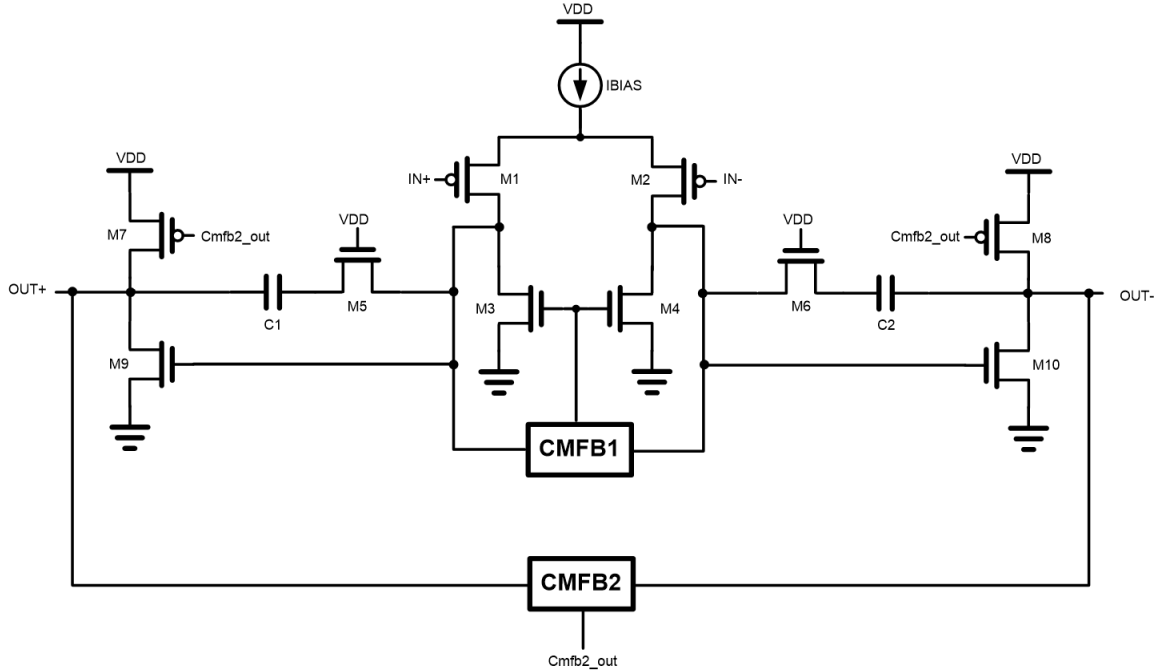 VDD
IBIAS
VDD
IN+
M1
M2
IN-
VDD
M7
Cmfb2_out
VDD
VDD
Cmfb2_out
M8
OUT+
C1
M5
M3
M4
M6
C2
OUT-
M9
M10
CMFB1
CMFB2
Cmfb2_out